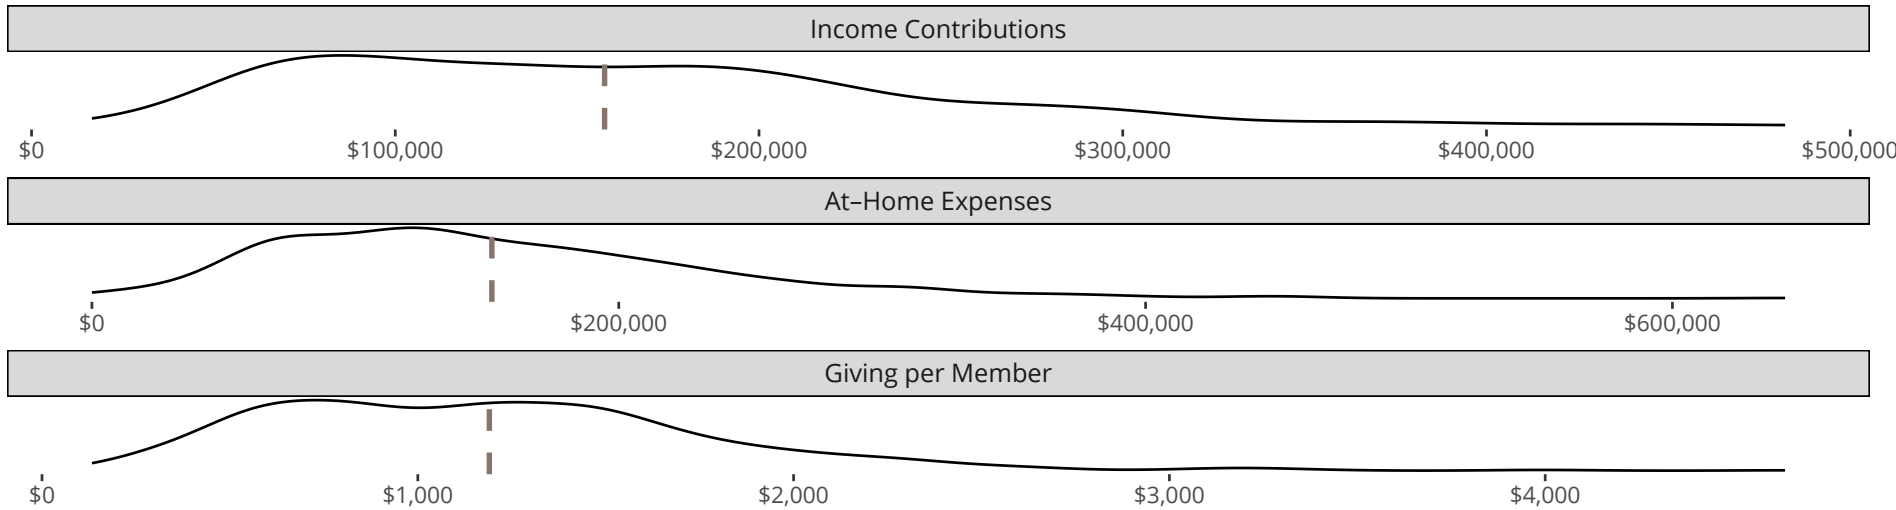 Income Contributions
$0 $100,000 $200,000 $300,000 $400,000 $500,000
At–Home Expenses
$0 $200,000 $400,000 $600,000
Giving per Member
$0 $1,000 $2,000 $3,000 $4,000